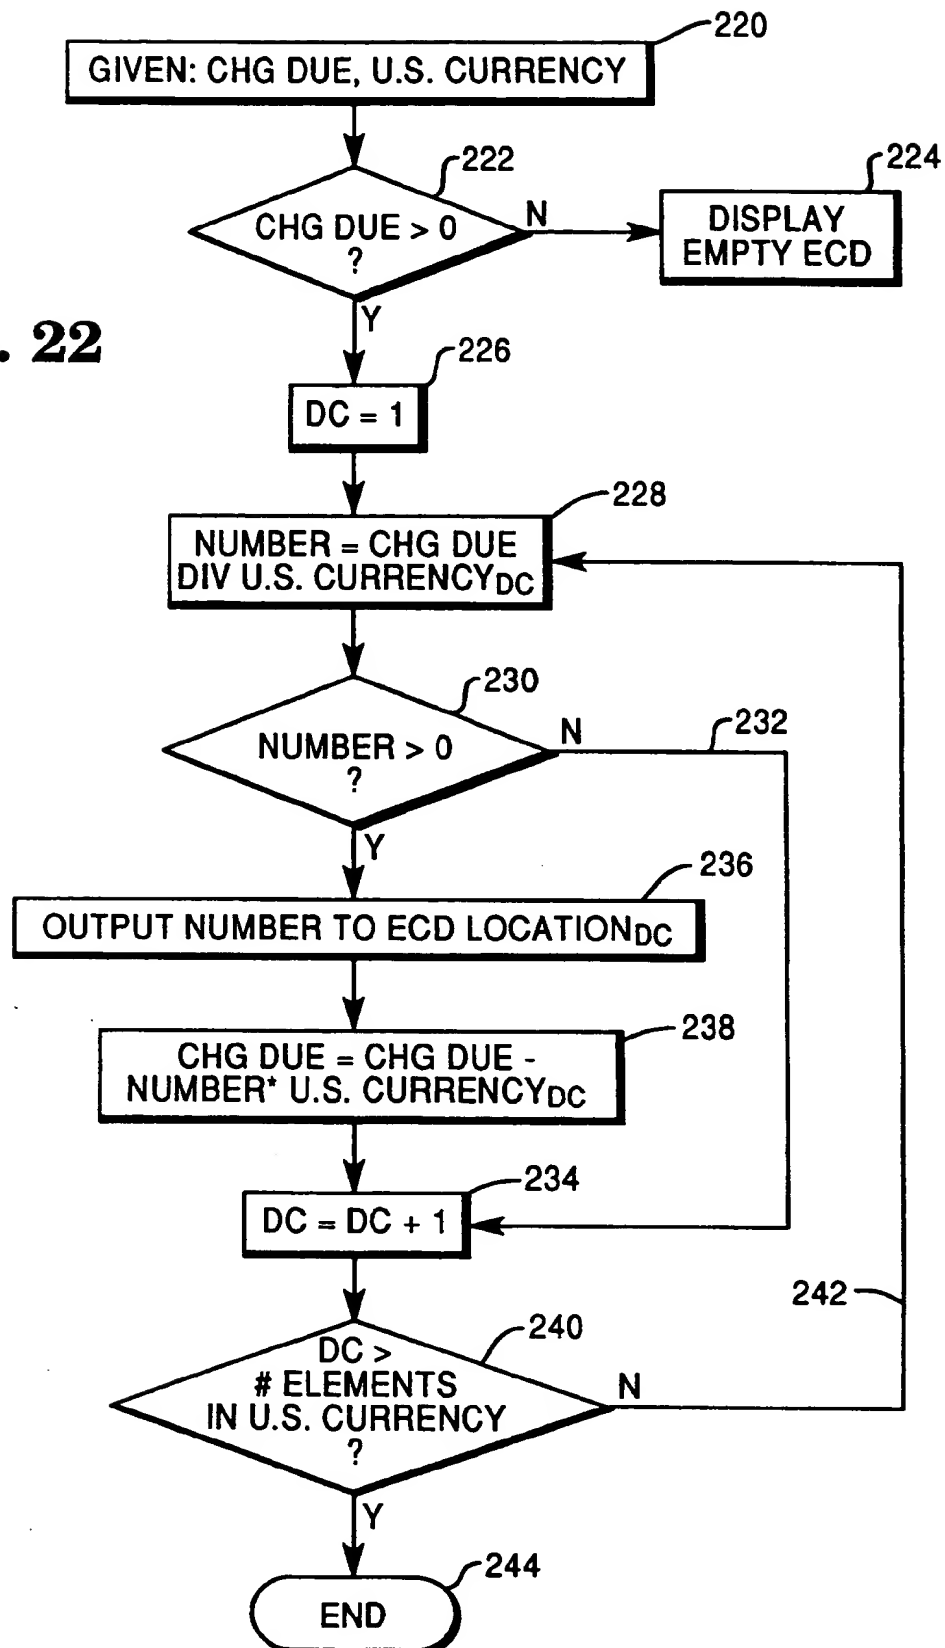 220
GIVEN: CHG DUE, U.S. CURRENCY
222
224
CHG DUE > 0
?
N
DISPLAY
EMPTY ECD
Y
. 22
226
DC = 1
228
NUMBER = CHG DUE
DIV U.S. CURRENCYDC
230
NUMBER > 0
?
N
232
Y
236
OUTPUT NUMBER TO ECD LOCATIONDC
238
CHG DUE = CHG DUE -
NUMBER* U.S. CURRENCYDC
234
DC = DC + 1
242
240
DC >
# ELEMENTS
IN U.S. CURRENCY
?
N
Y
244
END